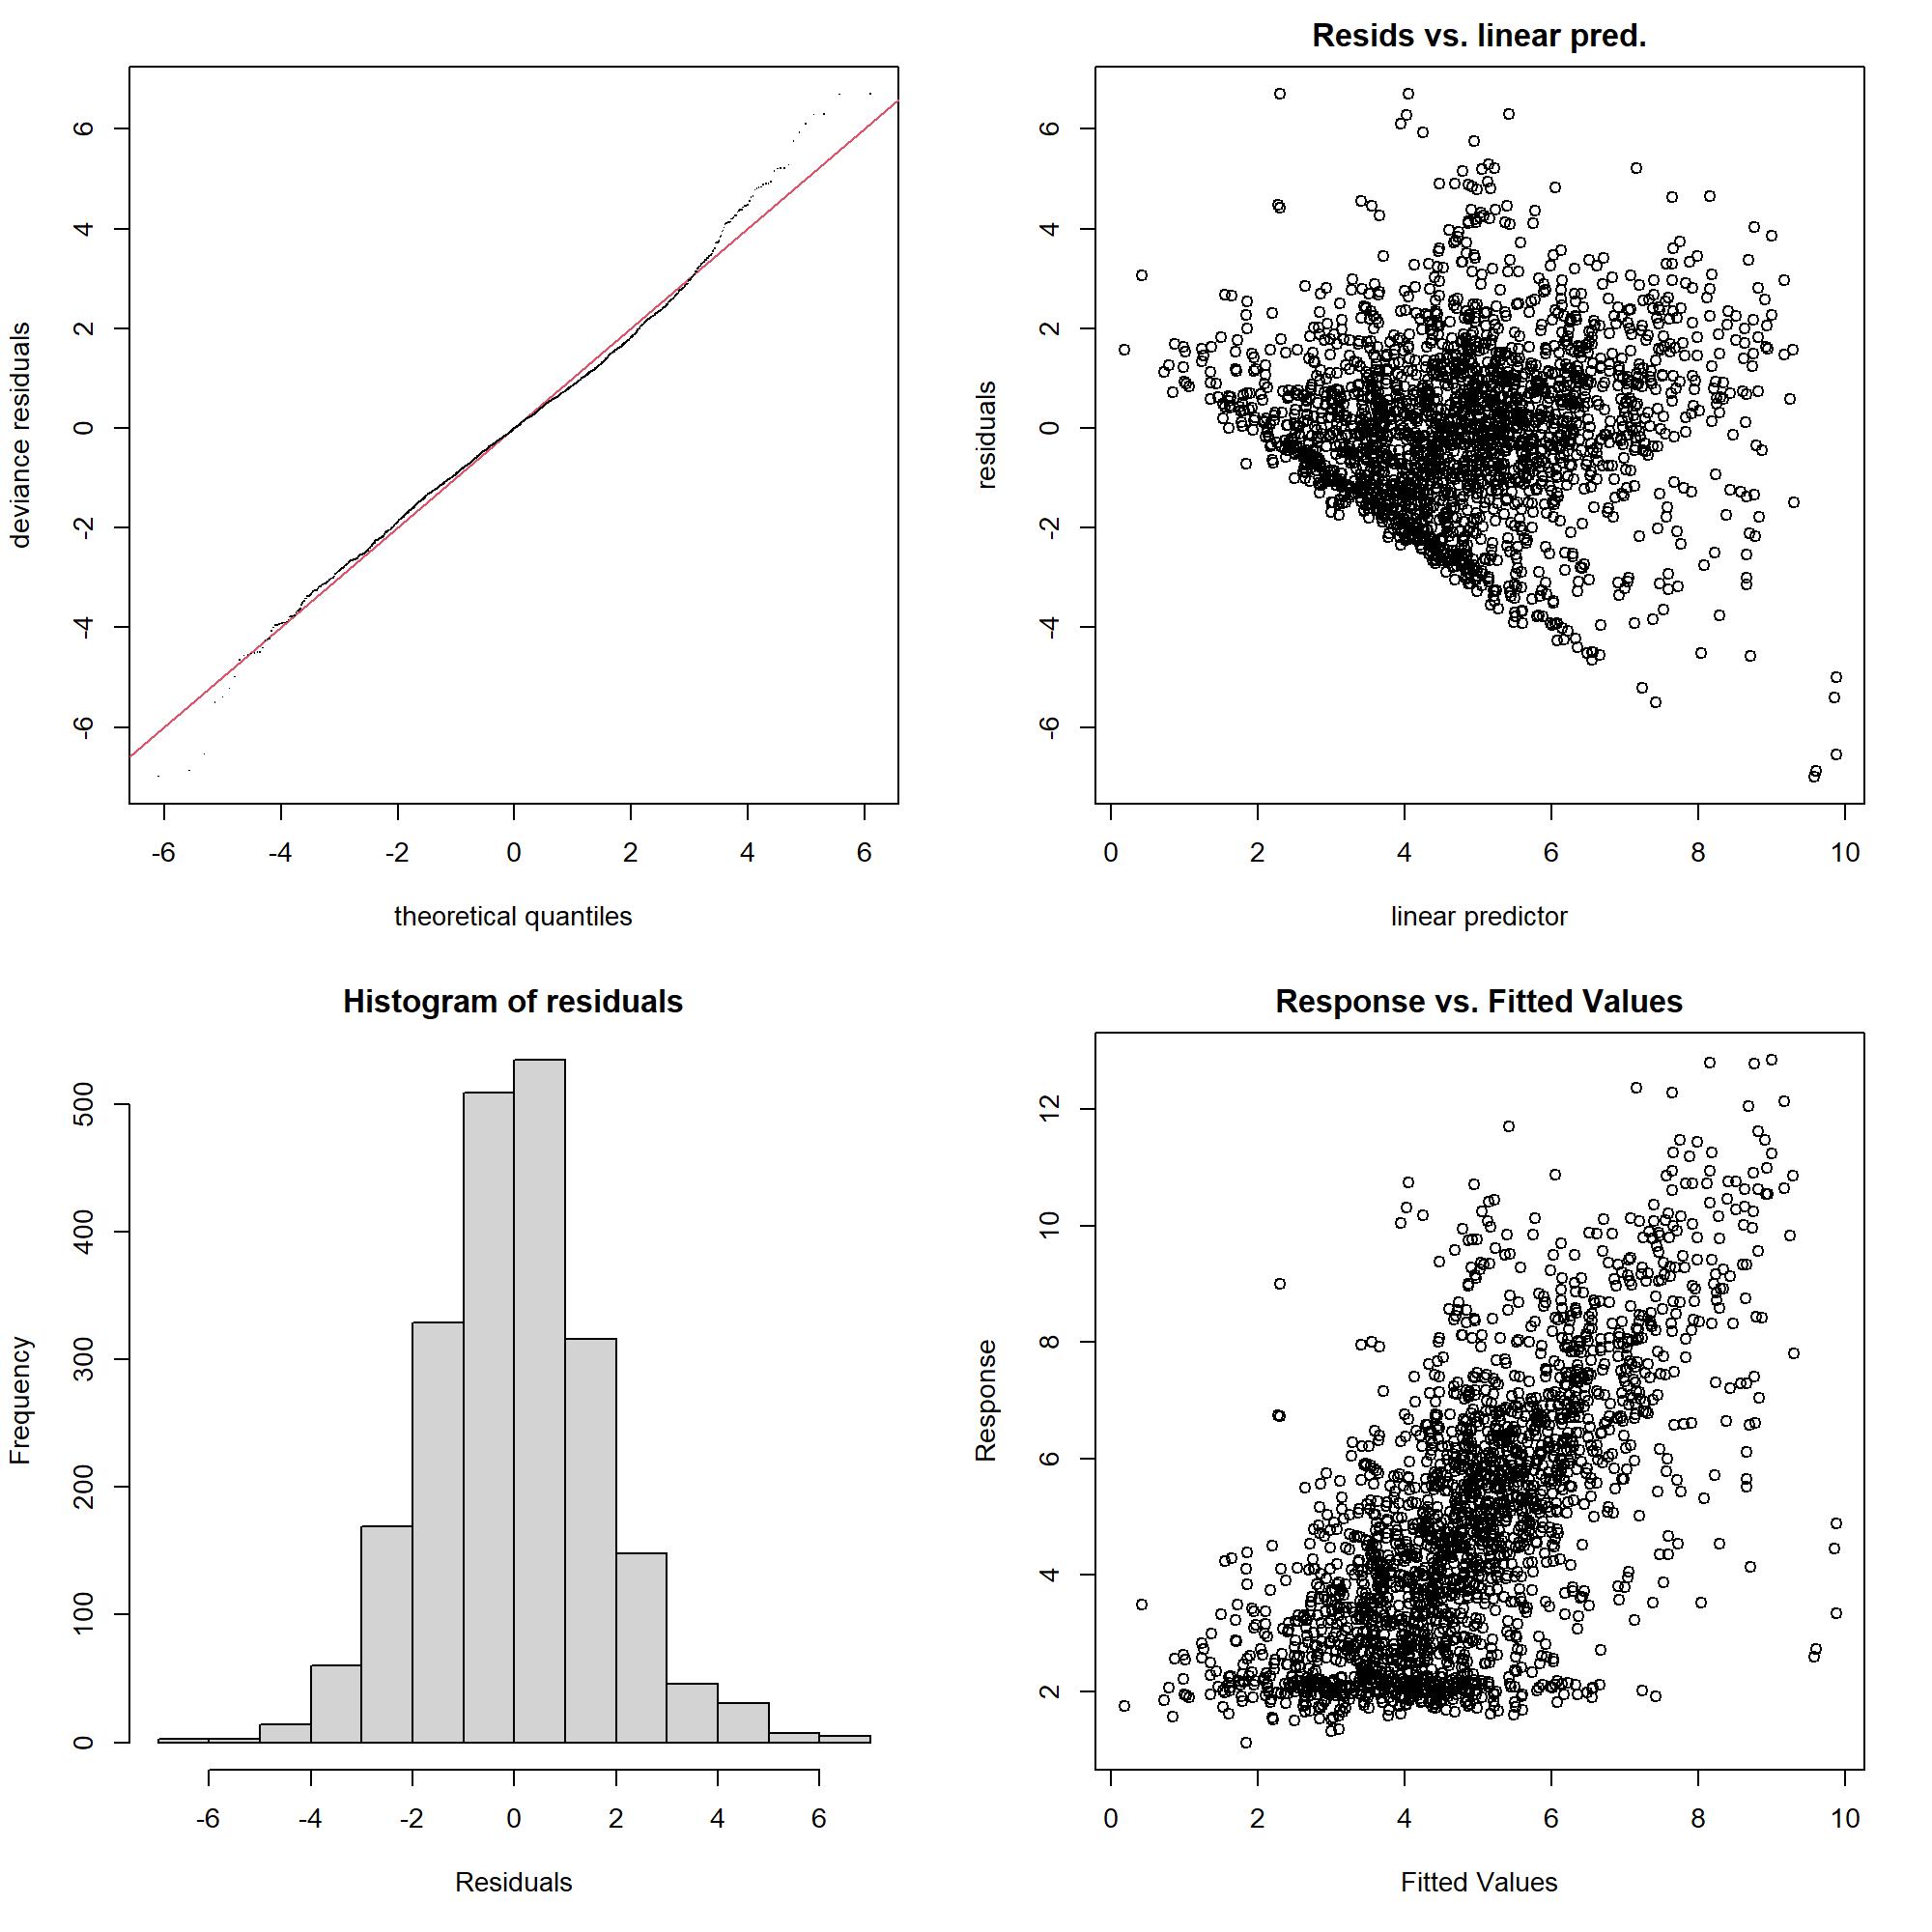 deviance residuals
6
4
2
0
-2
-4
-6
-6 -4 -2 0 2 4 6
theoretical quantiles
Resids vs. linear pred.
residuals
6
4
2
0
-2
-4
-6
0 2 4 6 8 10
linear predictor
Histogram of residuals
Frequency
500
400
300
200
100
0
-6 -4 -2 0 2 4 6
Residuals
Response vs. Fitted Values
Response
12
10
8
6
4
2
0 2 4 6 8 10
Fitted Values